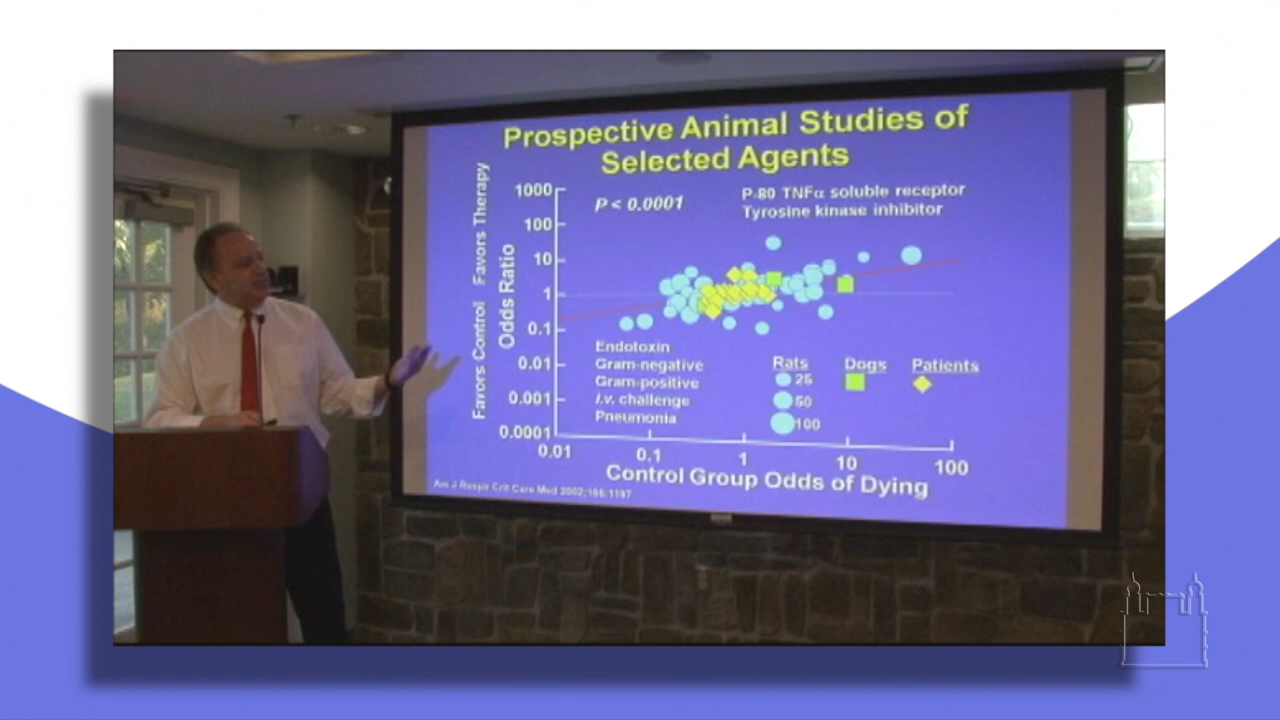 Prospective Animal Studies of
Selected Agents
Favors Control Favors Therapy
Odds Ratio
1000
100
10
1
0.1
0.01
0.001
0.0001
P < 0.0001
P-80 TNFα soluble receptor
Tyrosine kinase inhibitor
Endotoxin
Gram-negative
Gram-positive
i.v. challenge
Pneumonia
Rats Dogs Patients
25
50
100
0.01 0.1 1 10 100
Control Group Odds of Dying
Am J Respir Crit Care Med 2002;166:1197